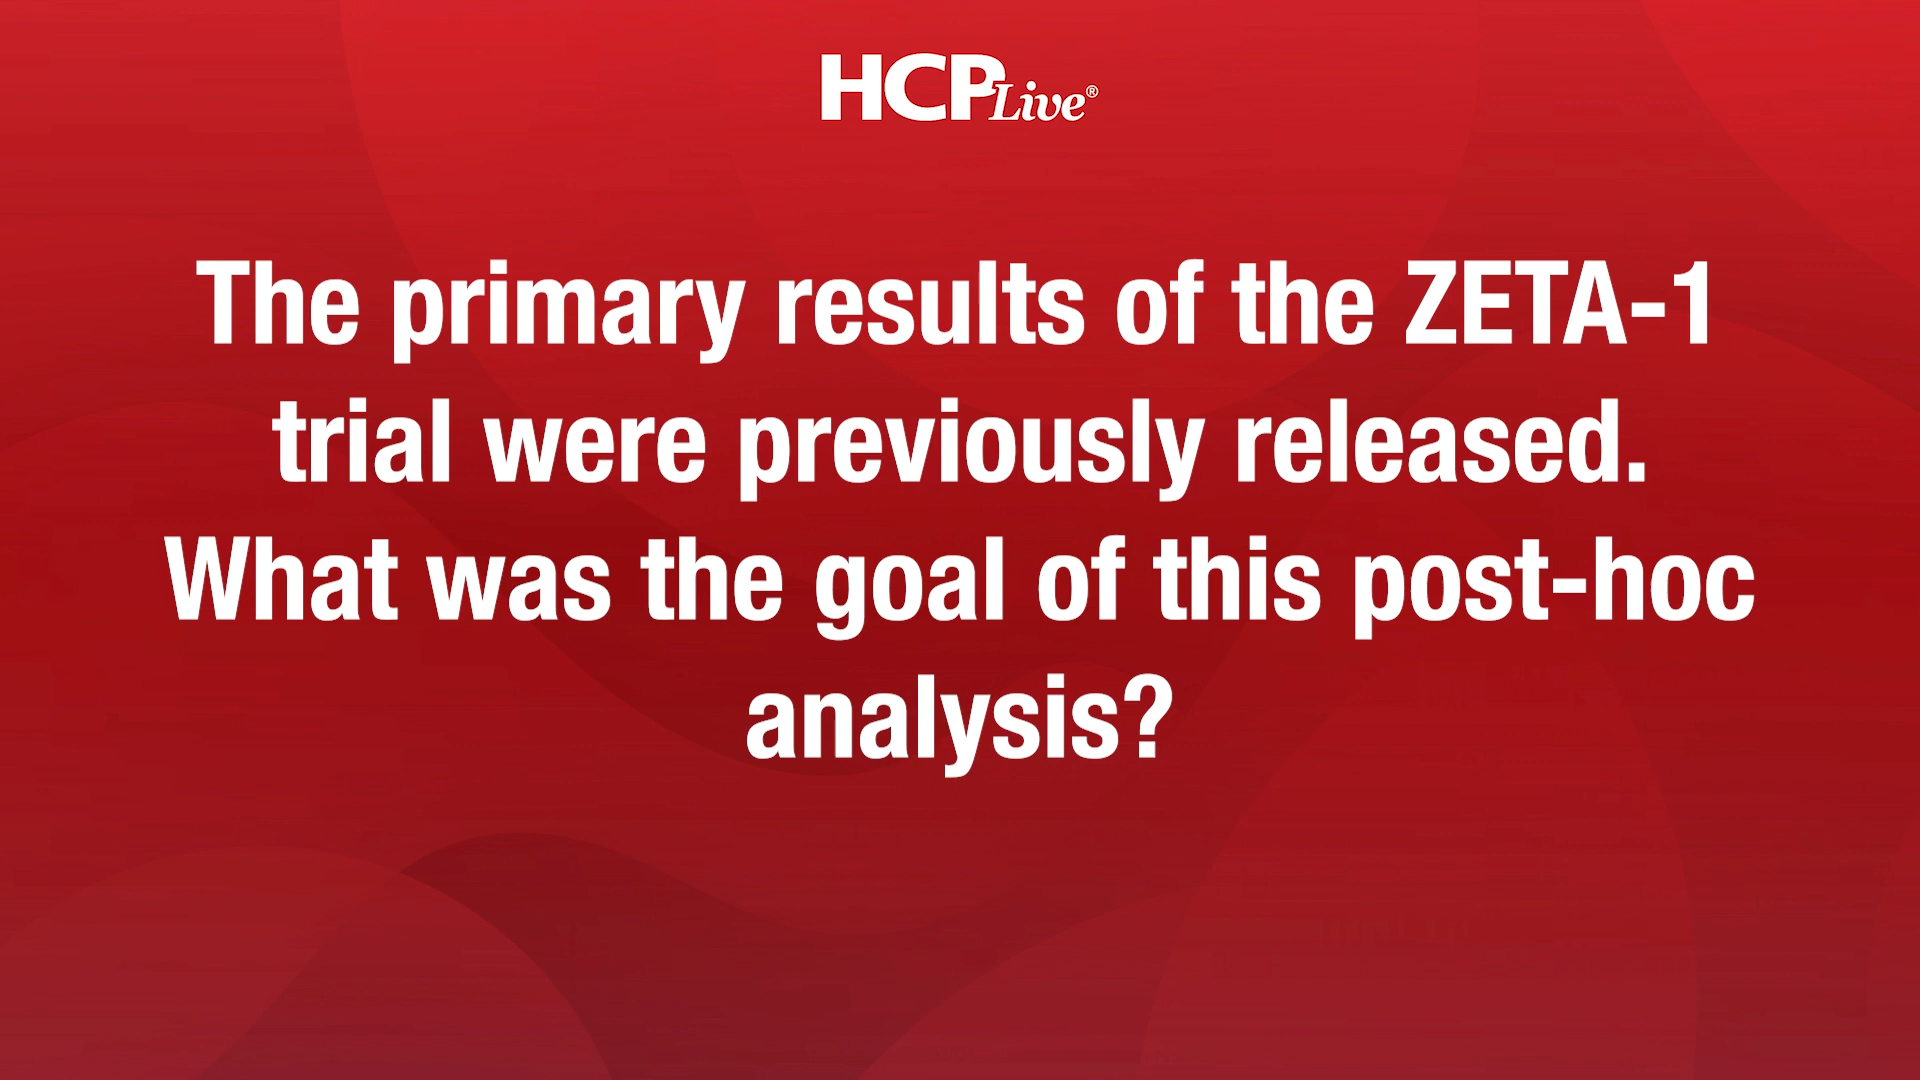 HCPLive®
The primary results of the ZETA-1
trial were previously released.
What was the goal of this post-hoc
analysis?